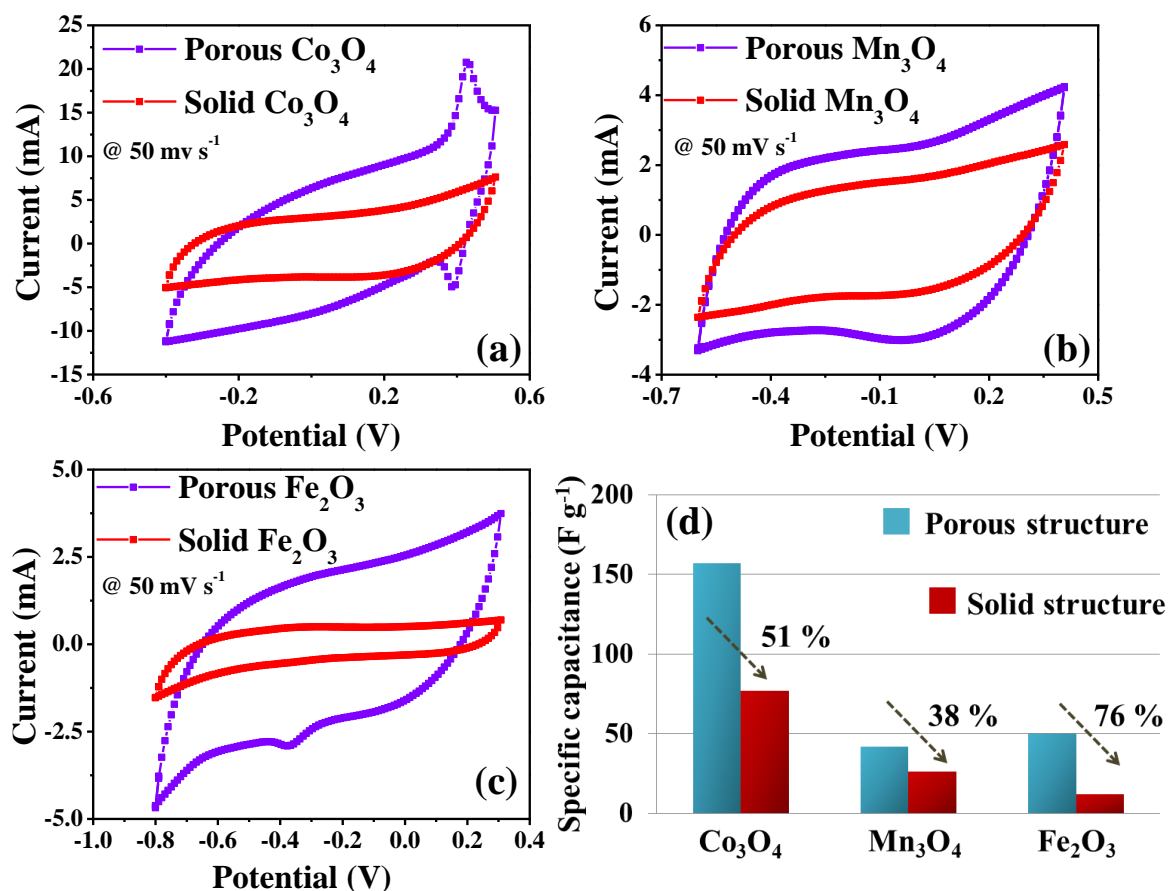 25
20
15
10
5
0
-5
-10
-15
Current (mA)
Porous Co₃O₄
Solid Co₃O₄
@ 50 mv s⁻¹
(a)
-0.6 -0.2 0.2 0.6
Potential (V)
6
4
2
0
-2
-4
Current (mA)
Porous Mn₃O₄
Solid Mn₃O₄
@ 50 mV s⁻¹
(b)
-0.7 -0.4 -0.1 0.2 0.5
Potential (V)
5.0
2.5
0.0
-2.5
-5.0
Current (mA)
Porous Fe₂O₃
Solid Fe₂O₃
@ 50 mV s⁻¹
(c)
-1.0 -0.8 -0.6 -0.4 -0.2 0.0 0.2 0.4
Potential (V)
200
150
100
50
0
Specific capacitance (F g⁻¹)
(d)
Porous structure
Solid structure
51 %
38 %
76 %
Co₃O₄ Mn₃O₄ Fe₂O₃